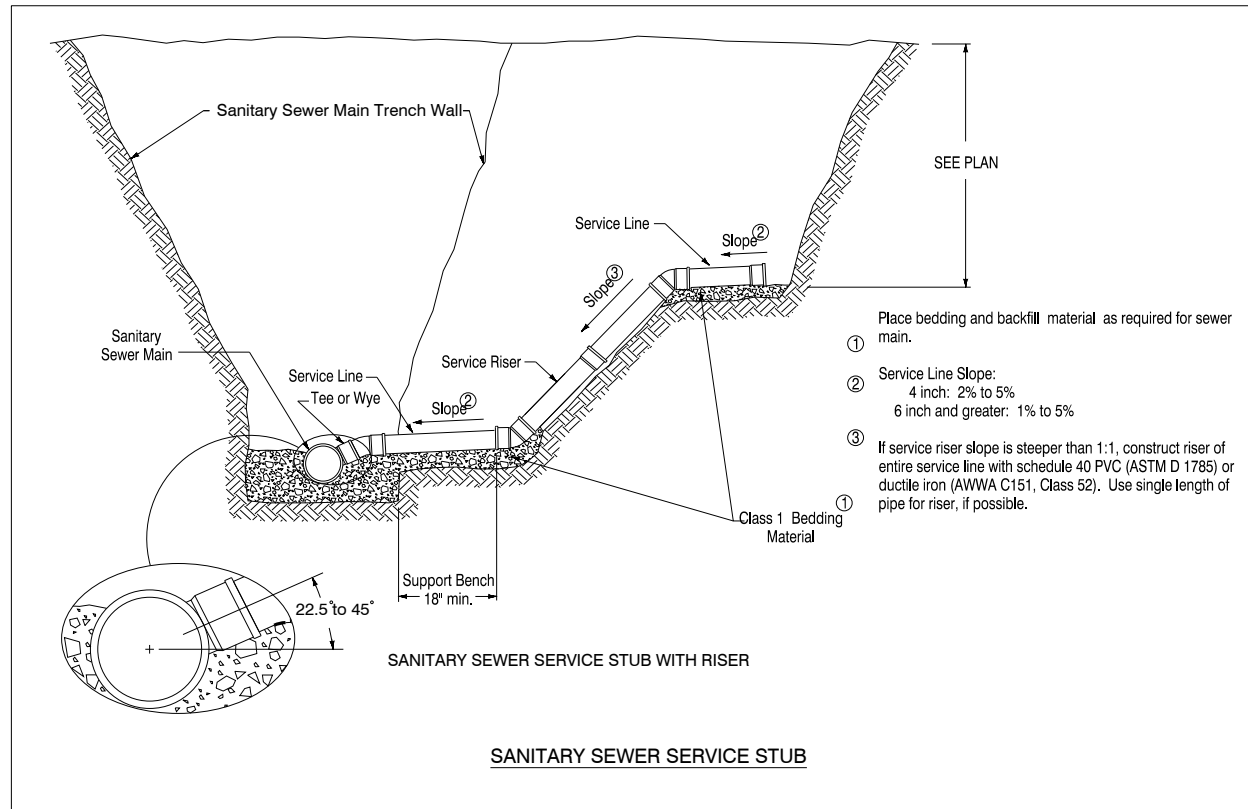 Sanitary Sewer Main Trench Wall
SEE PLAN
Service Line
Slope ②
Slope ③
Sanitary
Sewer Main
Service Riser
Service Line
Tee or Wye
Slope ②
① Place bedding and backfill material as required for sewer
main.
② Service Line Slope:
4 inch: 2% to 5%
6 inch and greater: 1% to 5%
③ If service riser slope is steeper than 1:1, construct riser of
entire service line with schedule 40 PVC (ASTM D 1785) or
ductile iron (AWWA C151, Class 52). Use single length of
pipe for riser, if possible.
Class 1 Bedding ①
Material
Support Bench
18" min.
22.5° to 45°
SANITARY SEWER SERVICE STUB WITH RISER
SANITARY SEWER SERVICE STUB